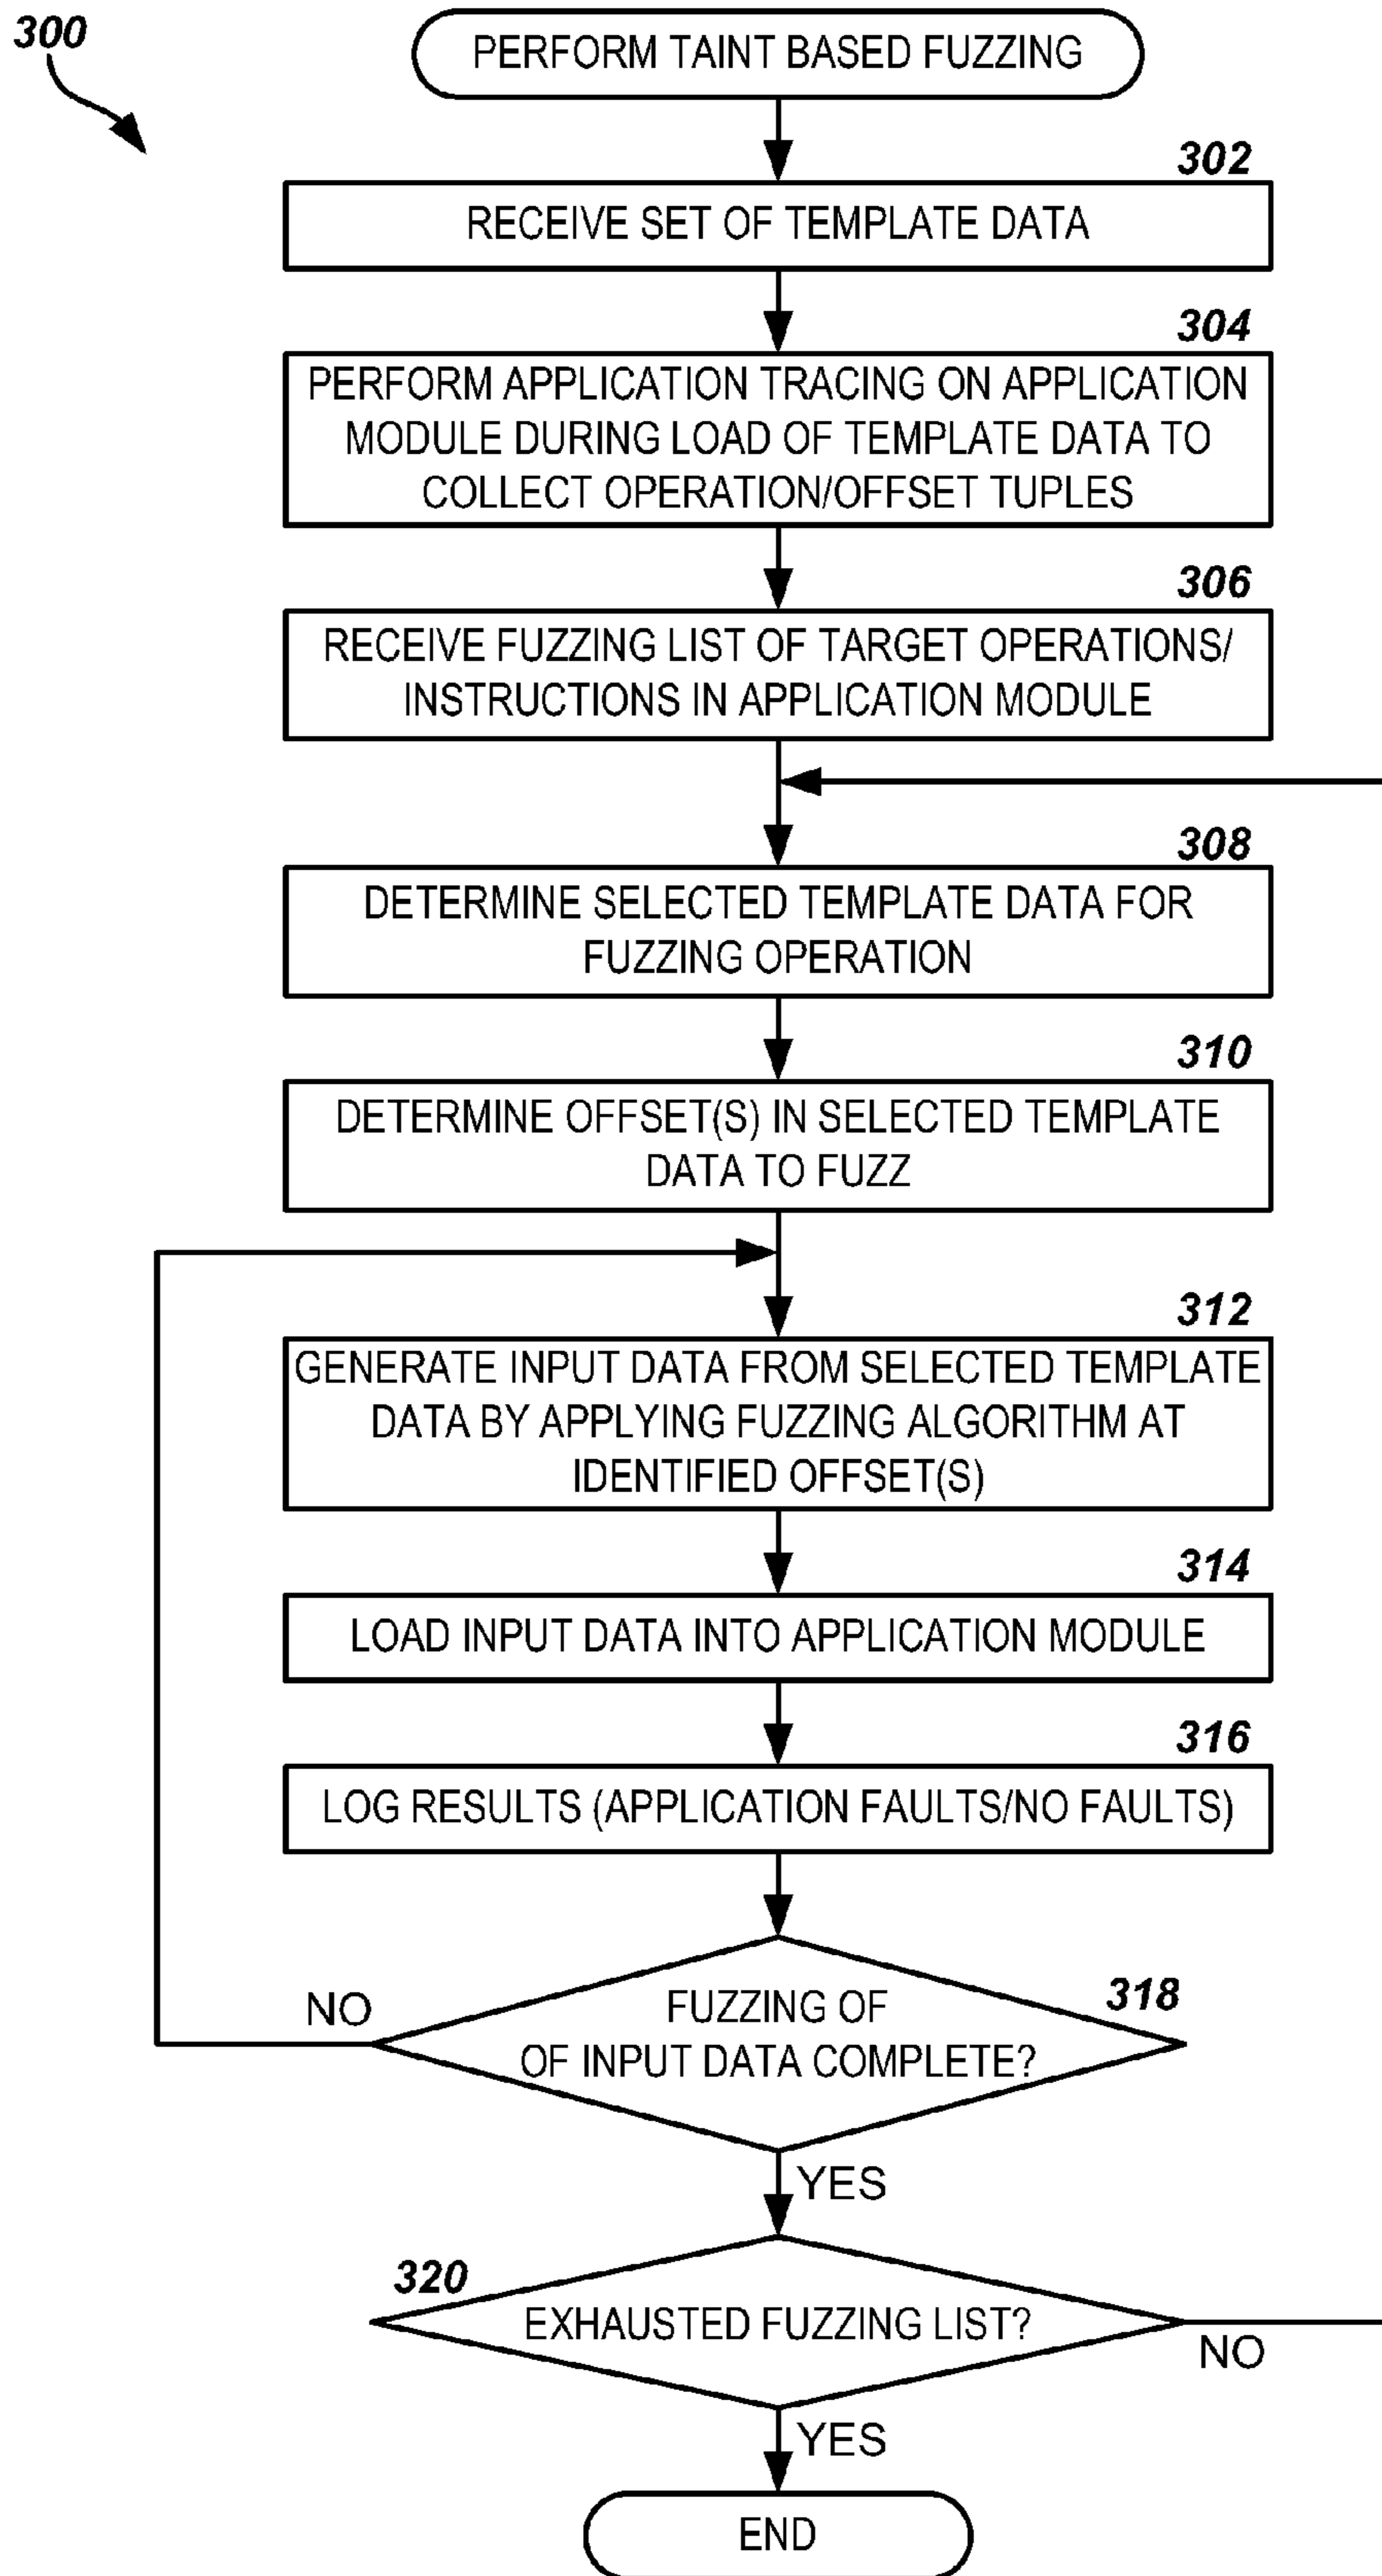 300
PERFORM TAINT BASED FUZZING
302
RECEIVE SET OF TEMPLATE DATA
304
PERFORM APPLICATION TRACING ON APPLICATION
MODULE DURING LOAD OF TEMPLATE DATA TO
COLLECT OPERATION/OFFSET TUPLES
306
RECEIVE FUZZING LIST OF TARGET OPERATIONS/
INSTRUCTIONS IN APPLICATION MODULE
308
DETERMINE SELECTED TEMPLATE DATA FOR
FUZZING OPERATION
310
DETERMINE OFFSET(S) IN SELECTED TEMPLATE
DATA TO FUZZ
312
GENERATE INPUT DATA FROM SELECTED TEMPLATE
DATA BY APPLYING FUZZING ALGORITHM AT
IDENTIFIED OFFSET(S)
314
LOAD INPUT DATA INTO APPLICATION MODULE
316
LOG RESULTS (APPLICATION FAULTS/NO FAULTS)
318
NO
FUZZING OF
OF INPUT DATA COMPLETE?
YES
320
EXHAUSTED FUZZING LIST?
NO
YES
END